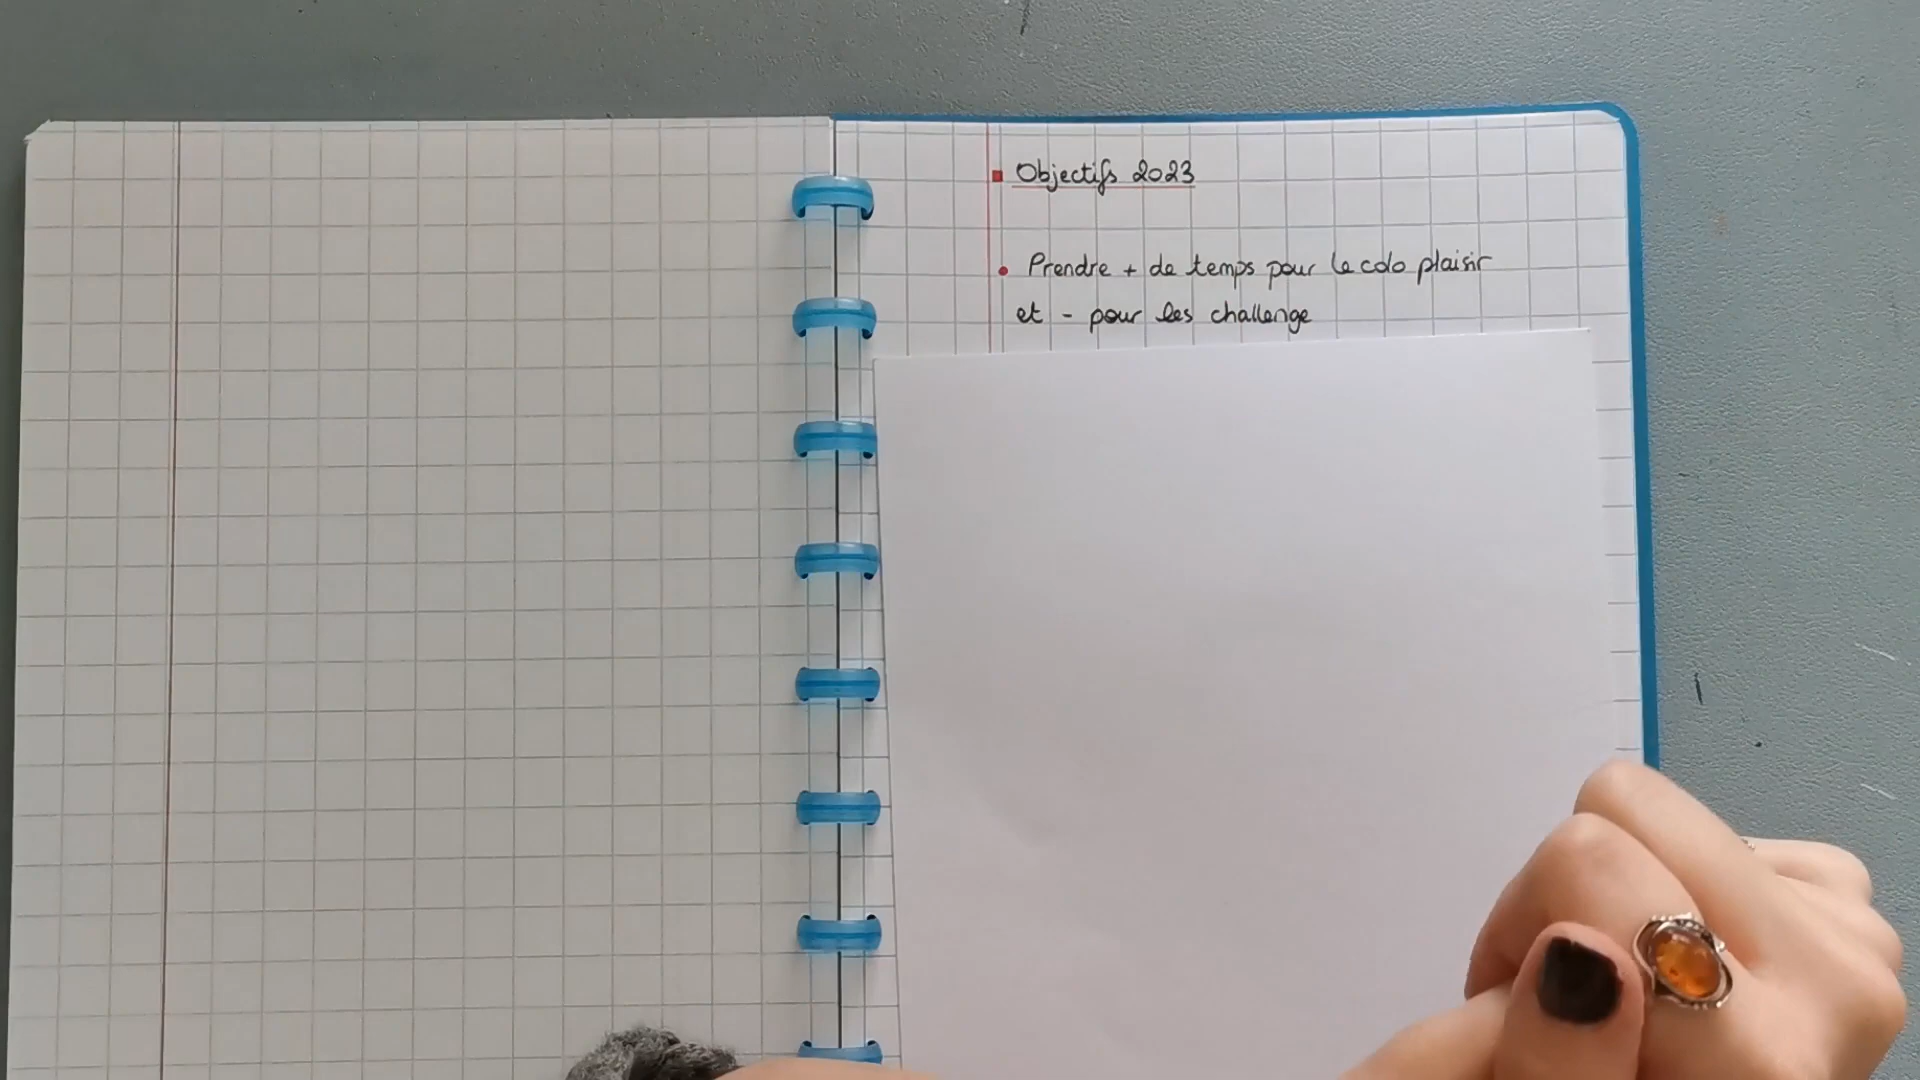 Objectifs 2023
Prendre + de temps pour le colo plaisir
et - pour les challenge